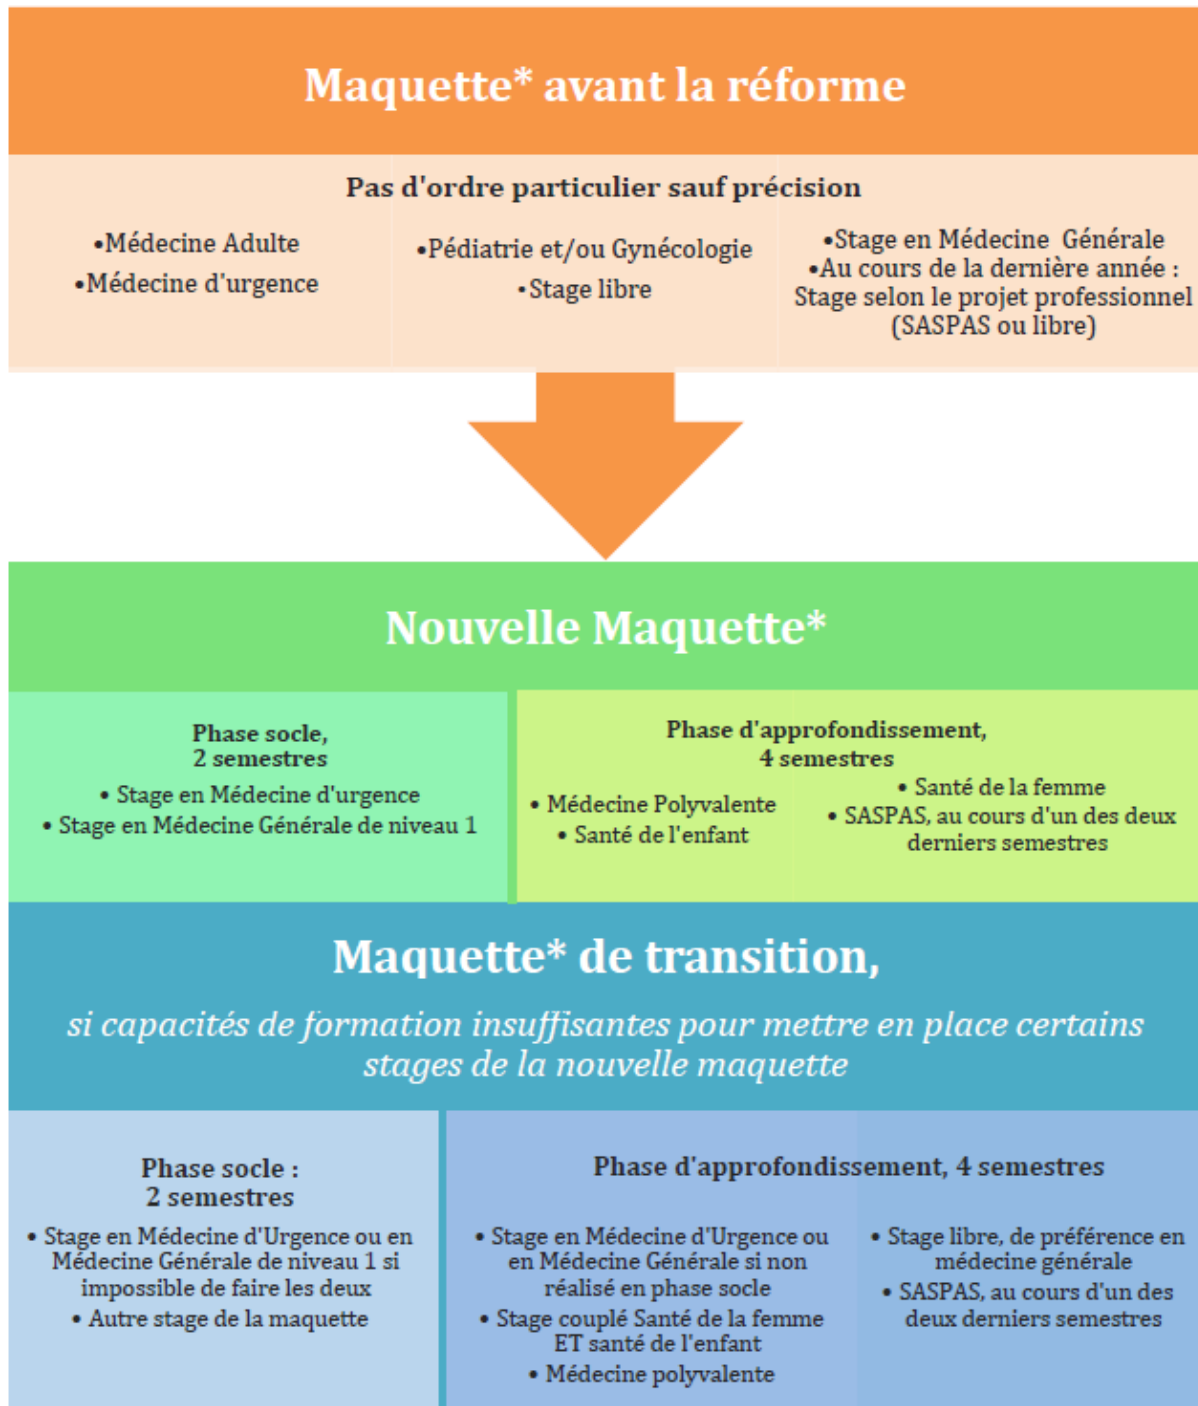 Maquette* avant la réforme
Pas d'ordre particulier sauf précision
•Médecine Adulte
•Médecine d'urgence
•Pédiatrie et/ou Gynécologie
•Stage libre
•Stage en Médecine Générale
•Au cours de la dernière année :
Stage selon le projet professionnel
(SASPAS ou libre)
Nouvelle Maquette*
Phase socle,
2 semestres
• Stage en Médecine d'urgence
• Stage en Médecine Générale de niveau 1
Phase d'approfondissement,
4 semestres
• Médecine Polyvalente
• Santé de l'enfant
• Santé de la femme
• SASPAS, au cours d'un des deux
derniers semestres
Maquette* de transition,
si capacités de formation insuffisantes pour mettre en place certains
stages de la nouvelle maquette
Phase socle :
2 semestres
• Stage en Médecine d'Urgence ou en
Médecine Générale de niveau 1 si
impossible de faire les deux
• Autre stage de la maquette
Phase d'approfondissement, 4 semestres
• Stage en Médecine d'Urgence ou
en Médecine Générale si non
réalisé en phase socle
• Stage couplé Santé de la femme
ET santé de l'enfant
• Médecine polyvalente
• Stage libre, de préférence en
médecine générale
• SASPAS, au cours d'un des
deux derniers semestres